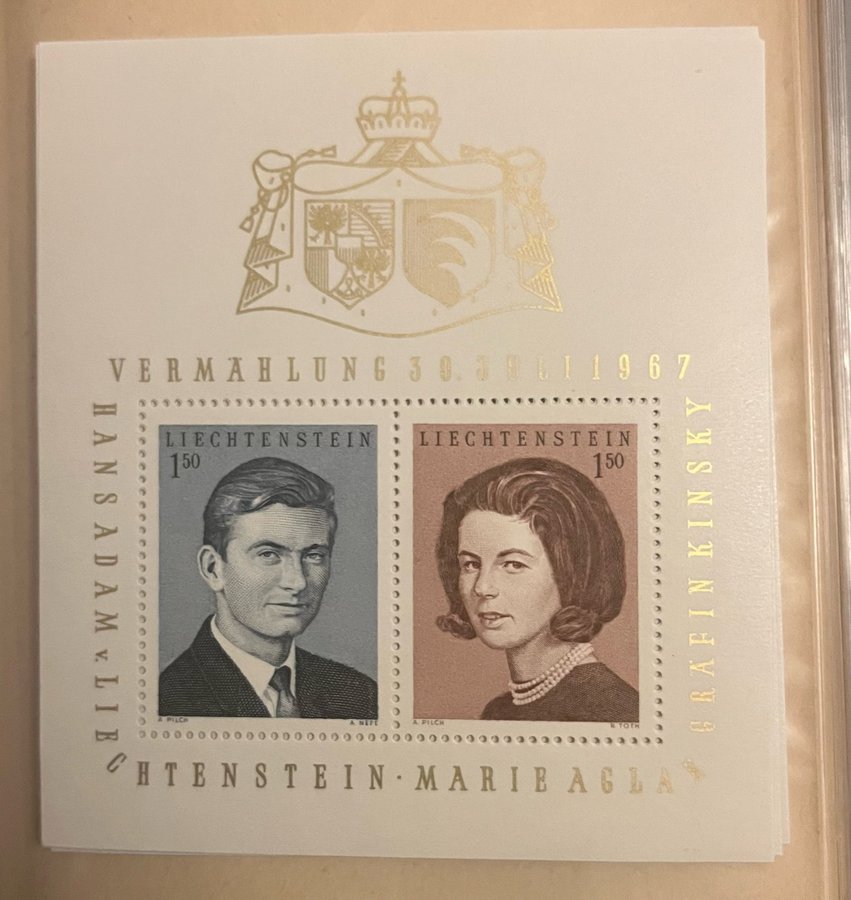 VERMÄHLUNG 30. JULI 1967
HANS ADAM v. LIECHTENSTEIN · MARIE AGLAË GRÄFIN KINSKY
LIECHTENSTEIN
1 50
A. PILCH A. NEFE
LIECHTENSTEIN
1 50
A. PILCH R. TOTH